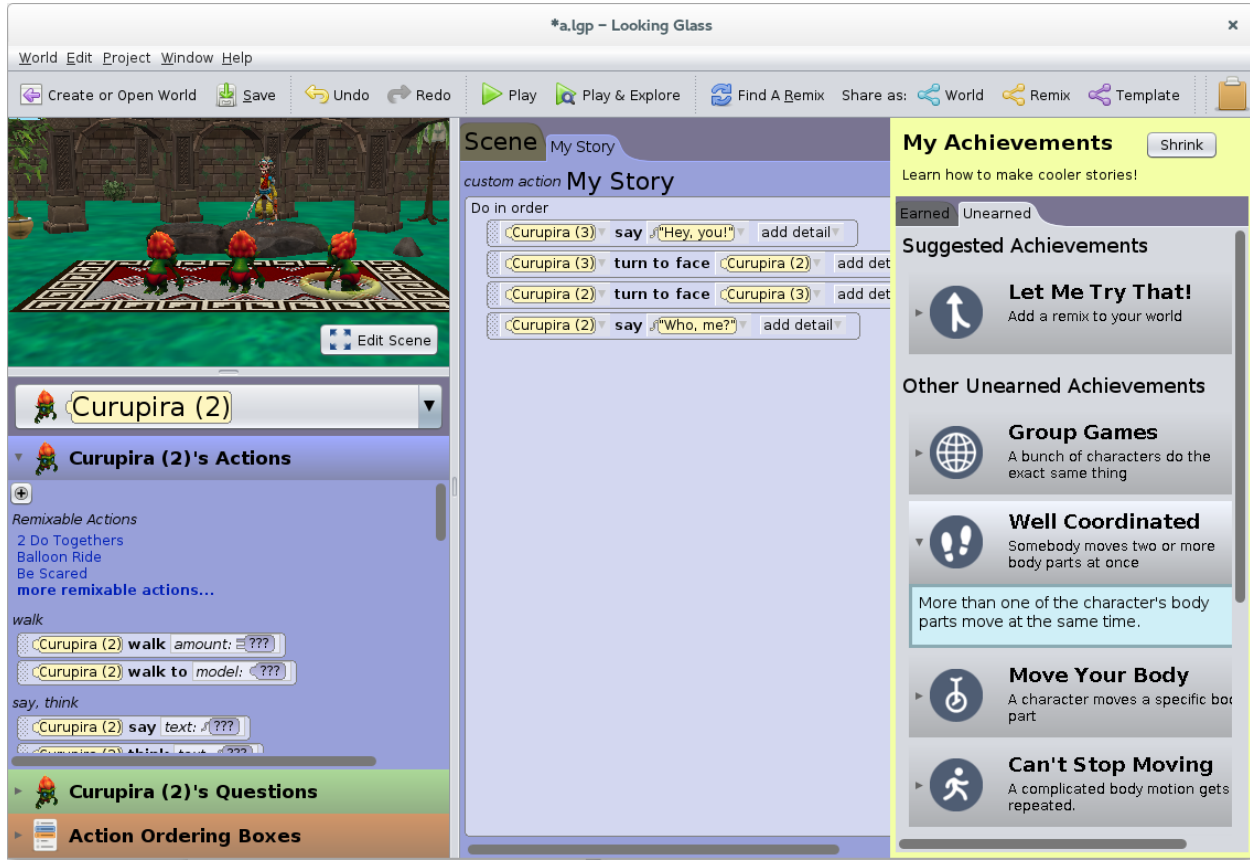 *a.lgp – Looking Glass
World Edit Project Window Help
Create or Open World Save Undo Redo Play Play & Explore Find A Remix Share as: World Remix Template
Edit Scene
Curupira (2)
Curupira (2)'s Actions
Remixable Actions
2 Do Togethers
Balloon Ride
Be Scared
more remixable actions...
walk
Curupira (2) walk amount: ???
Curupira (2) walk to model: ???
say, think
Curupira (2) say text: ???
Curupira (2) think text: ???
Curupira (2)'s Questions
Action Ordering Boxes
Scene My Story
custom action My Story
Do in order
Curupira (3) say "Hey, you!" add detail
Curupira (3) turn to face Curupira (2) add det
Curupira (2) turn to face Curupira (3) add det
Curupira (2) say "Who, me?" add detail
My Achievements Shrink
Learn how to make cooler stories!
Earned Unearned
Suggested Achievements
Let Me Try That!
Add a remix to your world
Other Unearned Achievements
Group Games
A bunch of characters do the
exact same thing
Well Coordinated
Somebody moves two or more
body parts at once
More than one of the character's body
parts move at the same time.
Move Your Body
A character moves a specific bod
part
Can't Stop Moving
A complicated body motion gets
repeated.